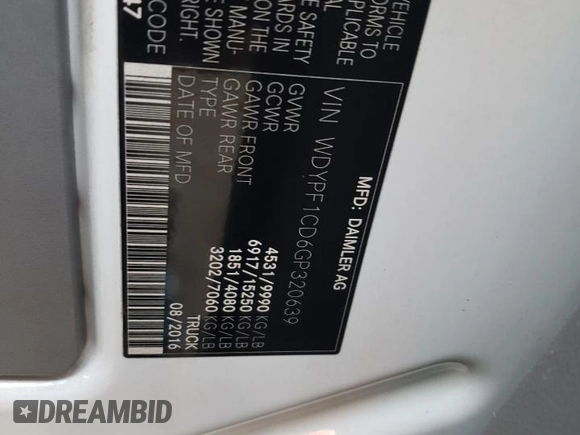 MFD: DAIMLER AG
VIN WDYPF1CD6GP320639
GVWR 4531/9990 KG/LB
GCWR 6917/15250 KG/LB
GAWR FRONT 1851/4080 KG/LB
GAWR REAR 3202/7060 KG/LB
TYPE TRUCK
DATE OF MFD 08/2016
VEHICLE
ORMS TO
PPLICABLE
AL
E SAFETY
ARDS IN
ON THE
MANU-
E SHOWN
RIGHT.
CODE
47
DREAMBID